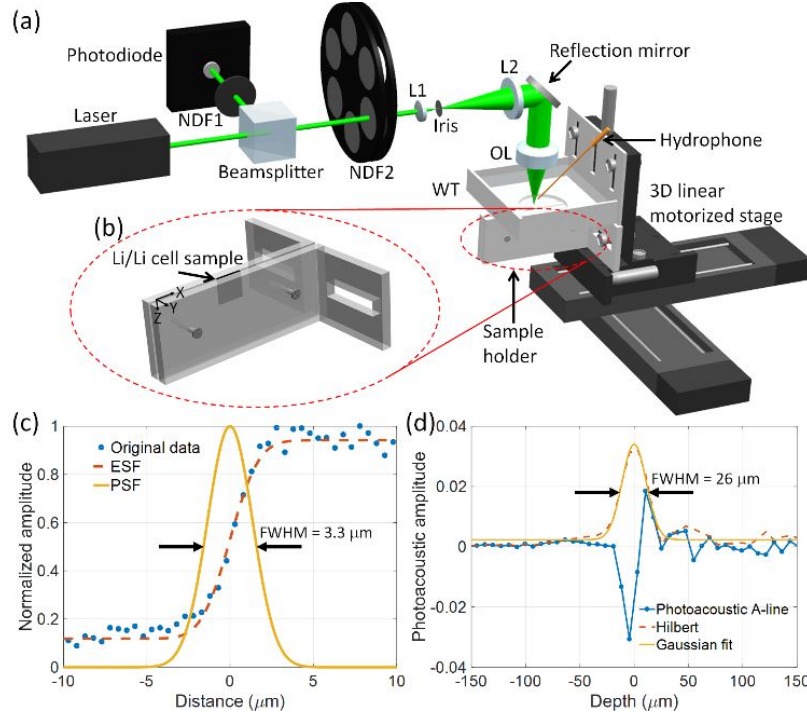 (a)
Photodiode
Laser
NDF1
Beamsplitter
NDF2
L1
Iris
L2
Reflection mirror
OL
WT
Hydrophone
3D linear
motorized stage
Sample
holder
(b)
Li/Li cell sample
X
Y
Z
(c)
Normalized amplitude
1
0.8
0.6
0.4
0.2
0
Original data
ESF
PSF
FWHM = 3.3 μm
-10
-5
0
5
10
Distance (μm)
(d)
Photoacoustic amplitude
0.04
0.02
0
-0.02
-0.04
FWHM = 26 μm
Photoacoustic A-line
Hilbert
Gaussian fit
-150
-100
-50
0
50
100
150
Depth (μm)